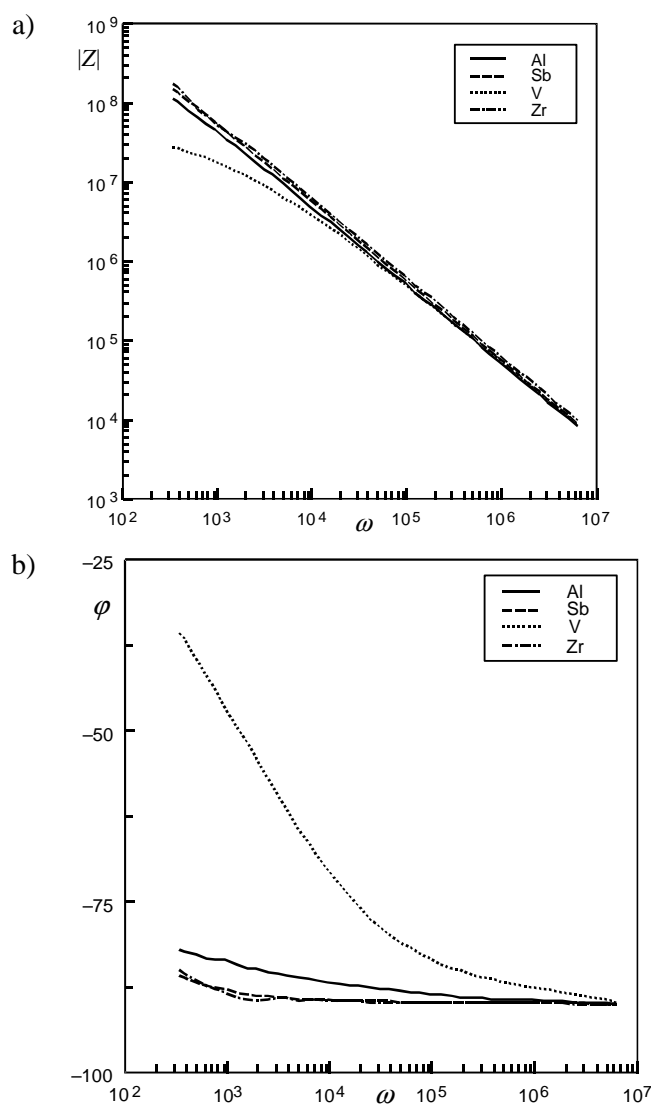 a)
10⁹
|Z|
10⁸
10⁷
10⁶
10⁵
10⁴
10³
Al
Sb
V
Zr
10² 10³ 10⁴ ω 10⁵ 10⁶ 10⁷
b)
−25
φ
−50
−75
−100
Al
Sb
V
Zr
10² 10³ 10⁴ ω 10⁵ 10⁶ 10⁷